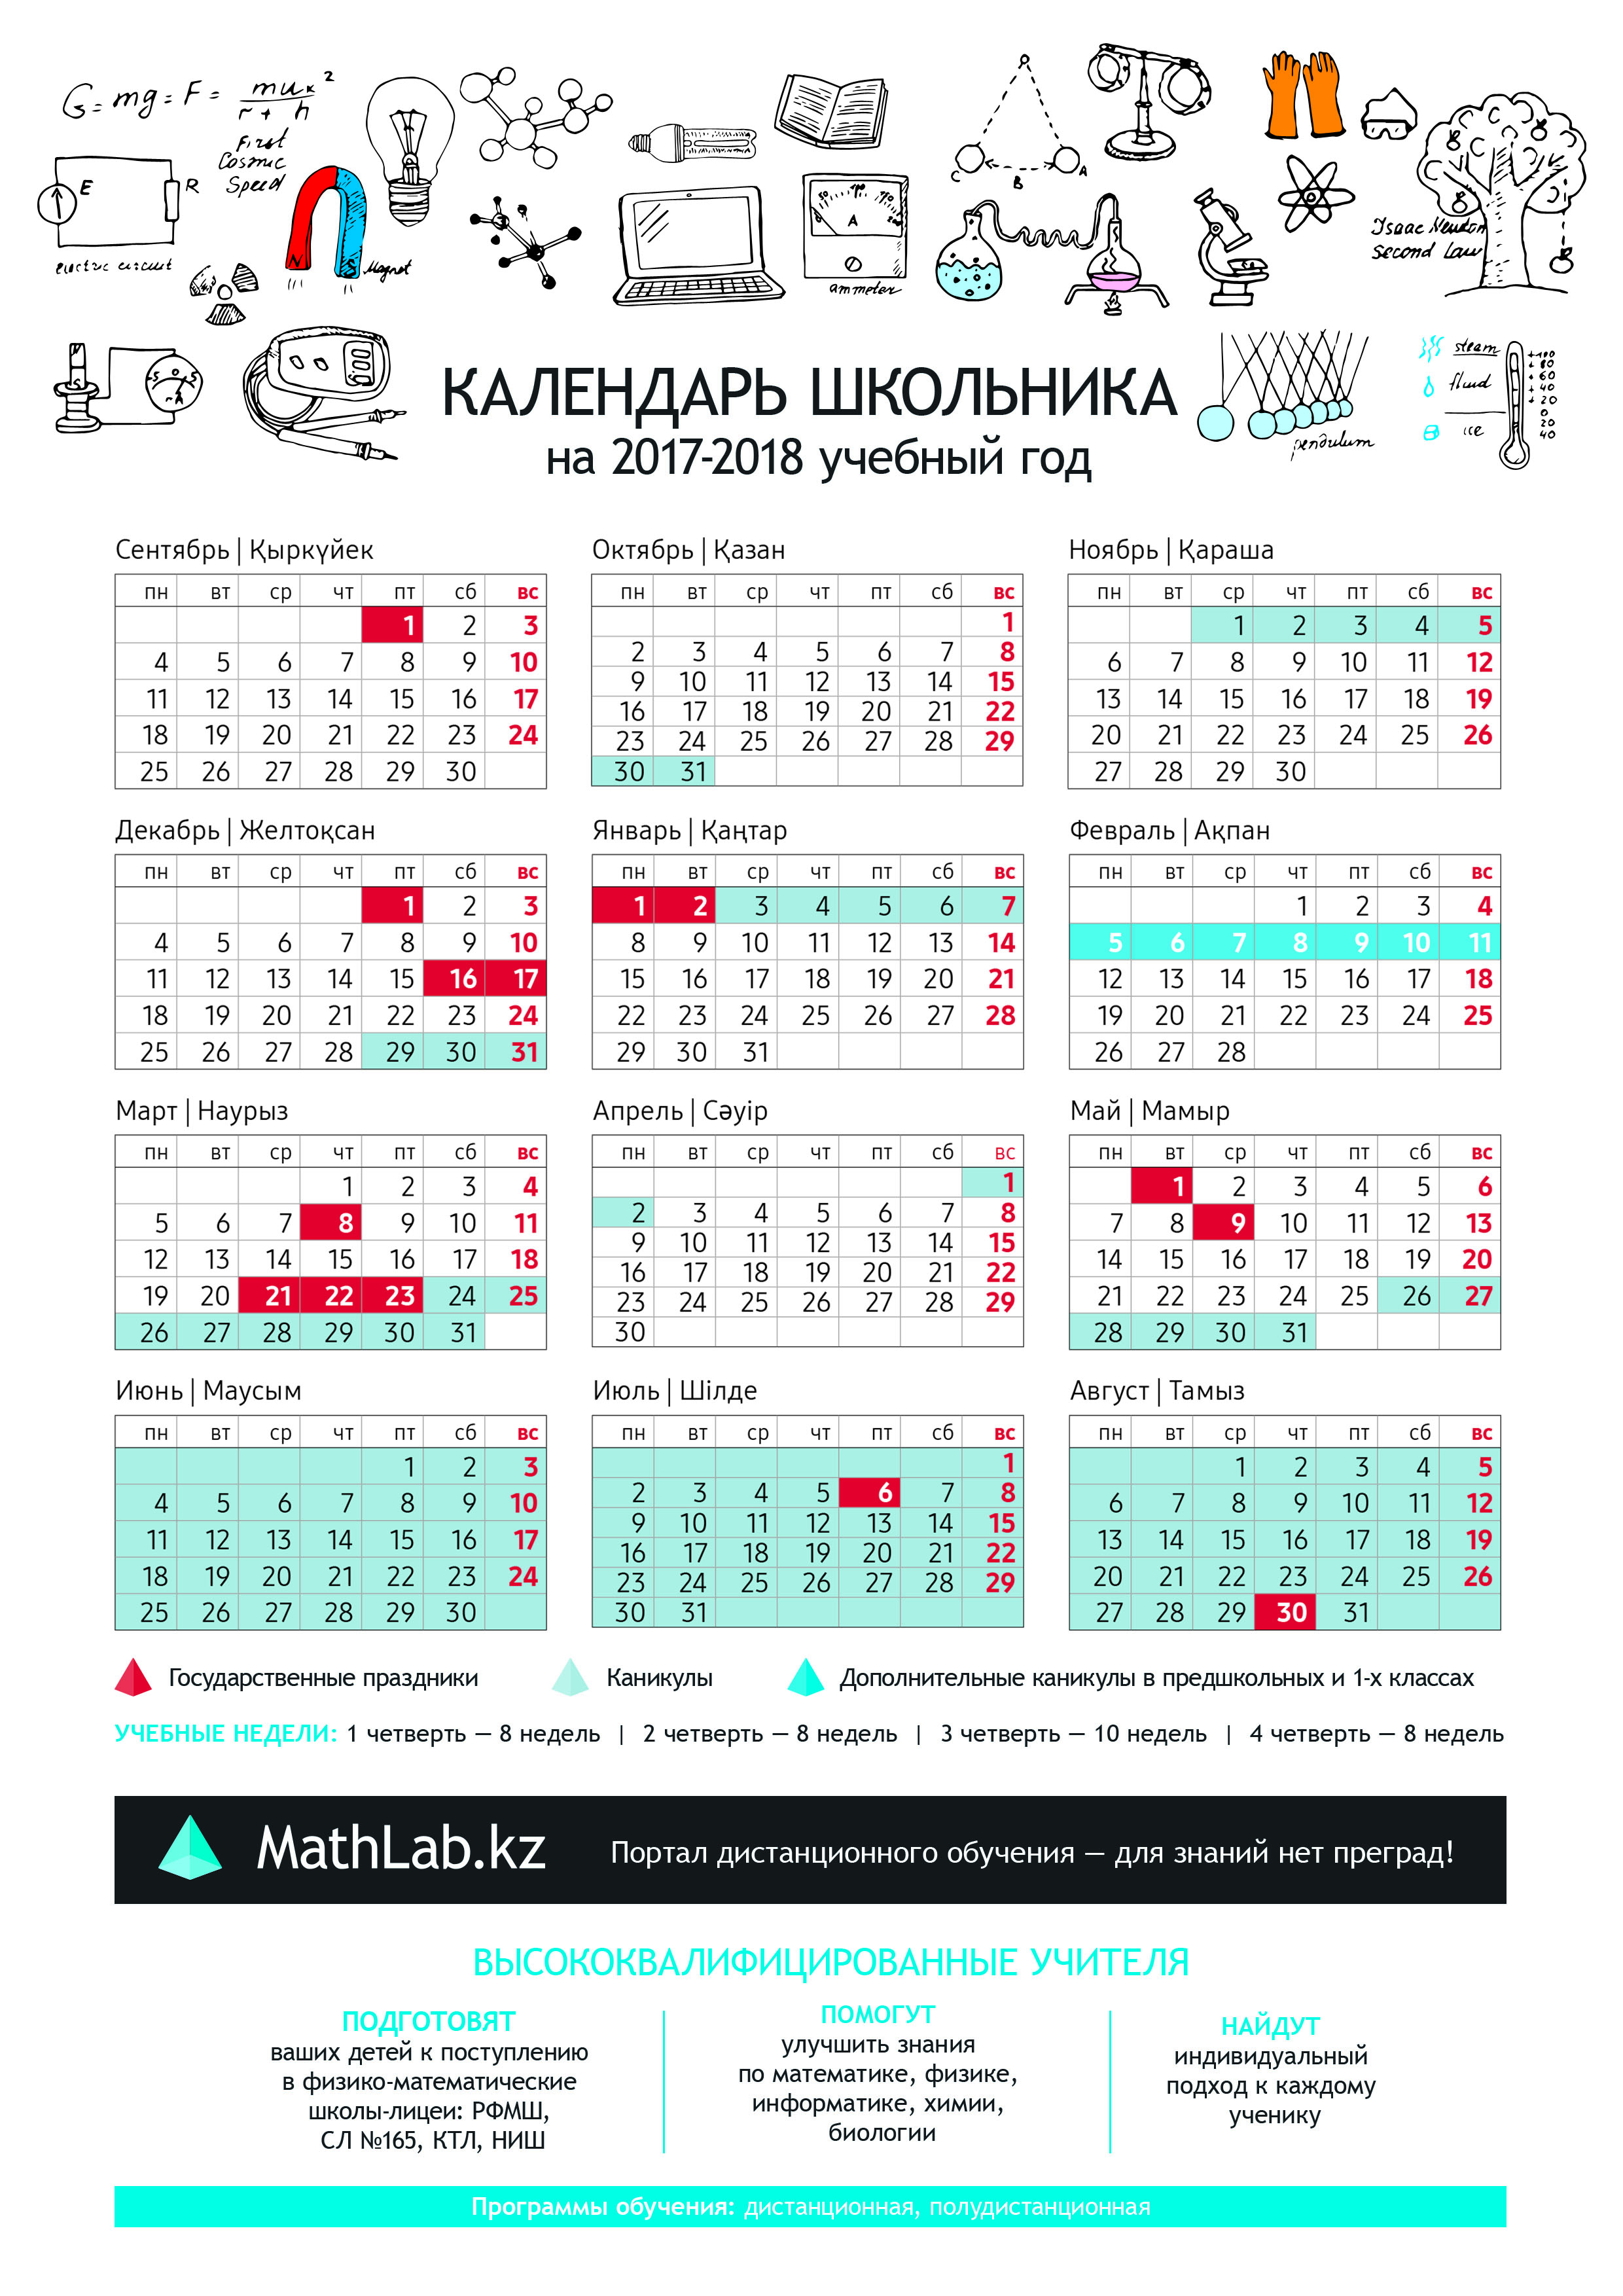 G = mg = F = muк² / r + h
First
Cosmic
Speed
E
R
electric circuit
N
S
Magnet
A
ammeter
C
B
A
Isaac Newton
second Law
-5 0 5
A
pendulum
steam
fluid
ice
+100
+80
+60
+40
+20
0
20
40
КАЛЕНДАРЬ ШКОЛЬНИКА
на 2017-2018 учебный год
Сентябрь | Қыркүйек
пн вт ср чт пт сб вс
1 2 3
4 5 6 7 8 9 10
11 12 13 14 15 16 17
18 19 20 21 22 23 24
25 26 27 28 29 30
Октябрь | Қазан
пн вт ср чт пт сб вс
1
2 3 4 5 6 7 8
9 10 11 12 13 14 15
16 17 18 19 20 21 22
23 24 25 26 27 28 29
30 31
Ноябрь | Қараша
пн вт ср чт пт сб вс
1 2 3 4 5
6 7 8 9 10 11 12
13 14 15 16 17 18 19
20 21 22 23 24 25 26
27 28 29 30
Декабрь | Желтоқсан
пн вт ср чт пт сб вс
1 2 3
4 5 6 7 8 9 10
11 12 13 14 15 16 17
18 19 20 21 22 23 24
25 26 27 28 29 30 31
Январь | Қаңтар
пн вт ср чт пт сб вс
1 2 3 4 5 6 7
8 9 10 11 12 13 14
15 16 17 18 19 20 21
22 23 24 25 26 27 28
29 30 31
Февраль | Ақпан
пн вт ср чт пт сб вс
1 2 3 4
5 6 7 8 9 10 11
12 13 14 15 16 17 18
19 20 21 22 23 24 25
26 27 28
Март | Наурыз
пн вт ср чт пт сб вс
1 2 3 4
5 6 7 8 9 10 11
12 13 14 15 16 17 18
19 20 21 22 23 24 25
26 27 28 29 30 31
Апрель | Сәуір
пн вт ср чт пт сб вс
1
2 3 4 5 6 7 8
9 10 11 12 13 14 15
16 17 18 19 20 21 22
23 24 25 26 27 28 29
30
Май | Мамыр
пн вт ср чт пт сб вс
1 2 3 4 5 6
7 8 9 10 11 12 13
14 15 16 17 18 19 20
21 22 23 24 25 26 27
28 29 30 31
Июнь | Маусым
пн вт ср чт пт сб вс
1 2 3
4 5 6 7 8 9 10
11 12 13 14 15 16 17
18 19 20 21 22 23 24
25 26 27 28 29 30
Июль | Шілде
пн вт ср чт пт сб вс
1
2 3 4 5 6 7 8
9 10 11 12 13 14 15
16 17 18 19 20 21 22
23 24 25 26 27 28 29
30 31
Август | Тамыз
пн вт ср чт пт сб вс
1 2 3 4 5
6 7 8 9 10 11 12
13 14 15 16 17 18 19
20 21 22 23 24 25 26
27 28 29 30 31
Государственные праздники
Каникулы
Дополнительные каникулы в предшкольных и 1-х классах
УЧЕБНЫЕ НЕДЕЛИ: 1 четверть — 8 недель | 2 четверть — 8 недель | 3 четверть — 10 недель | 4 четверть — 8 недель
MathLab.kz
Портал дистанционного обучения — для знаний нет преград!
ВЫСОКОКВАЛИФИЦИРОВАННЫЕ УЧИТЕЛЯ
ПОДГОТОВЯТ
ваших детей к поступлению
в физико-математические
школы-лицеи: РФМШ,
СЛ №165, КТЛ, НИШ
ПОМОГУТ
улучшить знания
по математике, физике,
информатике, химии,
биологии
НАЙДУТ
индивидуальный
подход к каждому
ученику
Программы обучения: дистанционная, полудистанционная